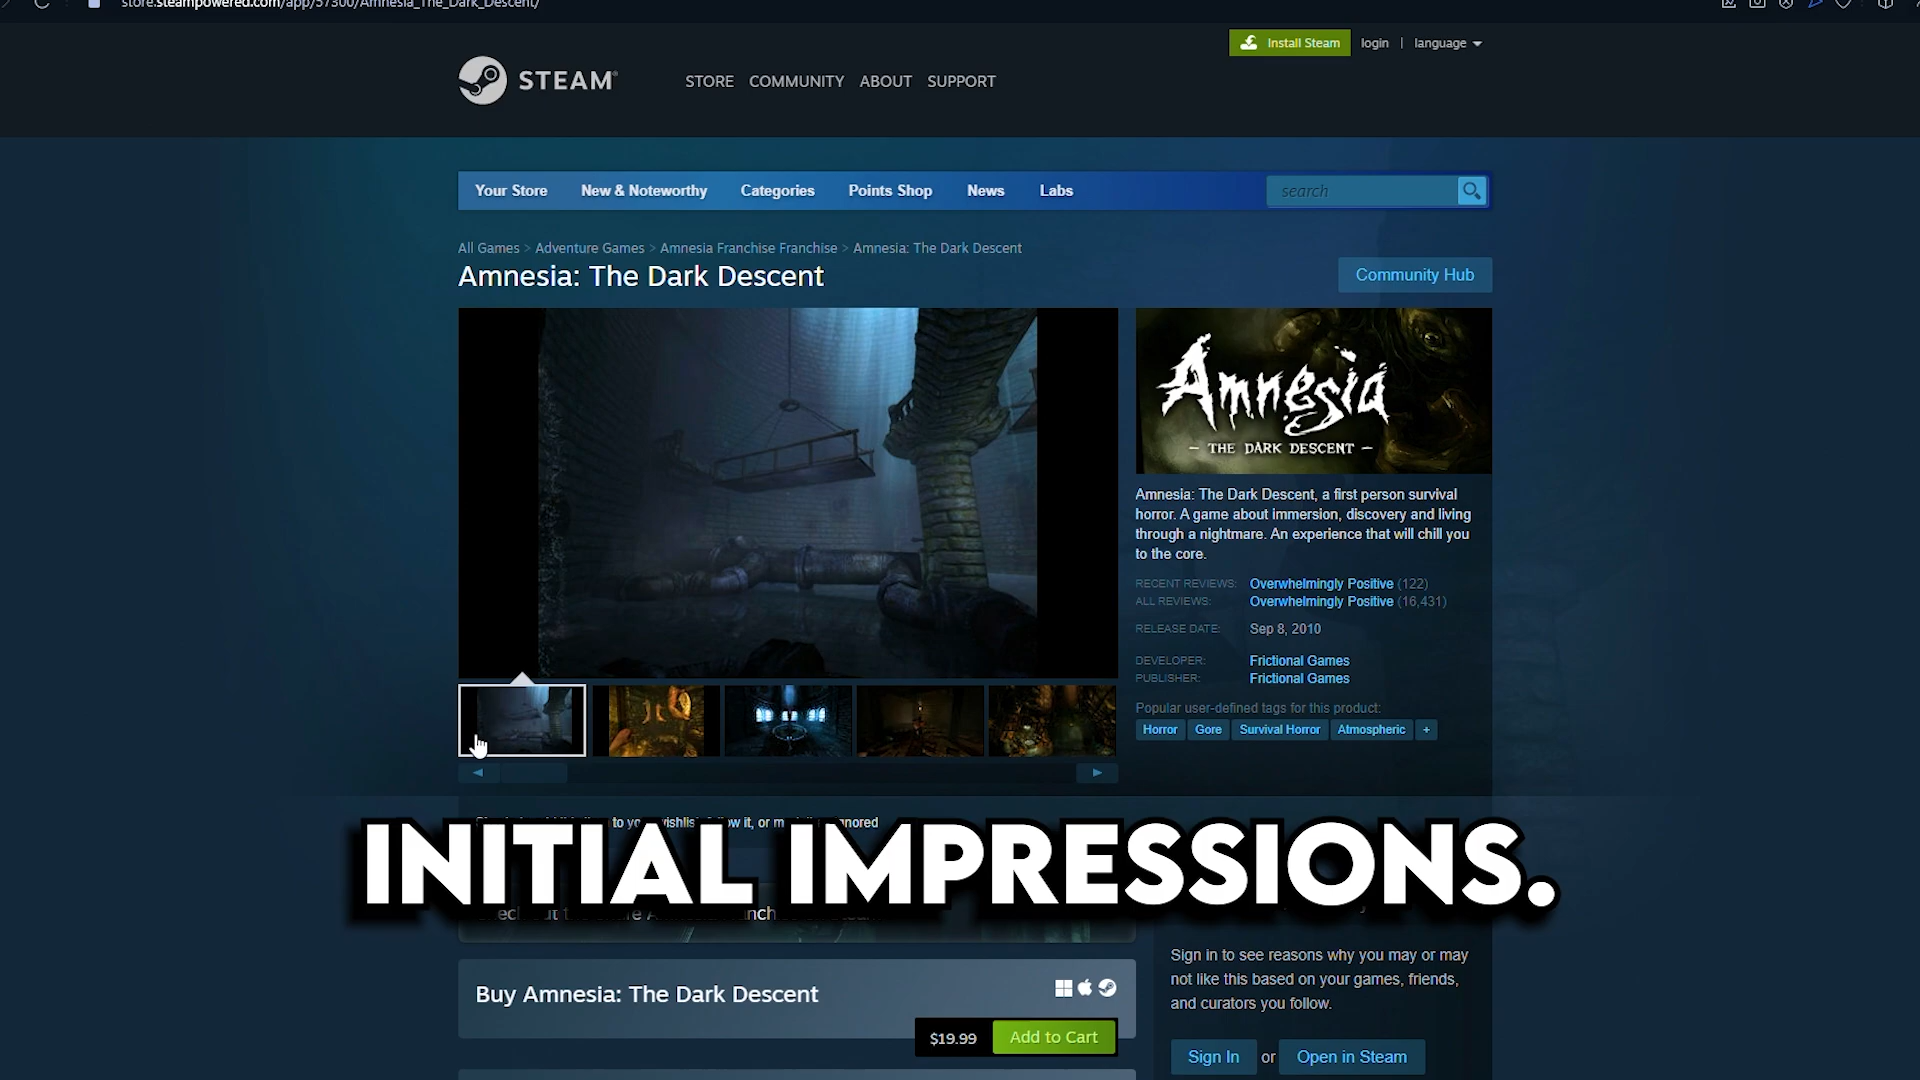 store.steampowered.com/app/57300/Amnesia_The_Dark_Descent/
Install Steam login | language
STEAM®
STORE COMMUNITY ABOUT SUPPORT
Your Store New & Noteworthy Categories Points Shop News Labs search
All Games > Adventure Games > Amnesia Franchise Franchise > Amnesia: The Dark Descent
Amnesia: The Dark Descent
Community Hub
Amnesia
- THE DARK DESCENT -
Amnesia: The Dark Descent, a first person survival
horror. A game about immersion, discovery and living
through a nightmare. An experience that will chill you
to the core.
RECENT REVIEWS: Overwhelmingly Positive (122)
ALL REVIEWS: Overwhelmingly Positive (16,431)
RELEASE DATE: Sep 8, 2010
DEVELOPER: Frictional Games
PUBLISHER: Frictional Games
Popular user-defined tags for this product:
Horror Gore Survival Horror Atmospheric +
INITIAL IMPRESSIONS.
Buy Amnesia: The Dark Descent
$19.99 Add to Cart
Sign in to see reasons why you may or may
not like this based on your games, friends,
and curators you follow.
Sign In or Open in Steam